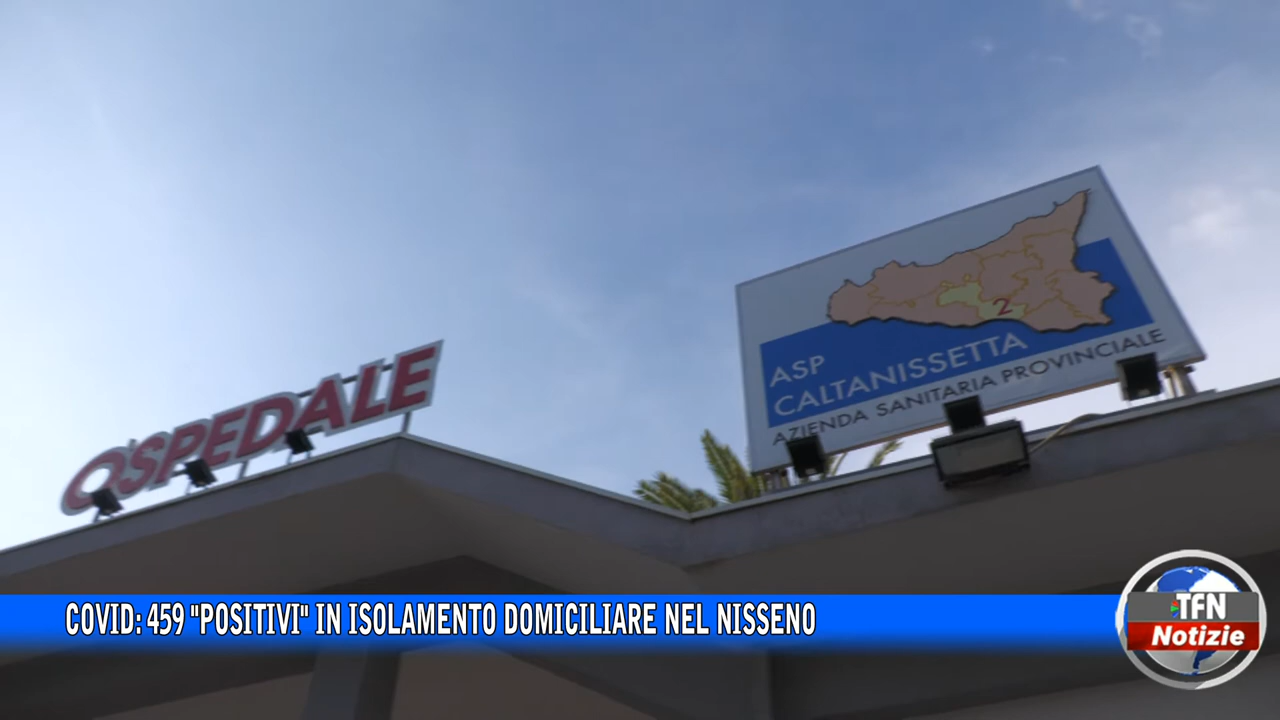 OSPEDALE
2
ASP
CALTANISSETTA
AZIENDA SANITARIA PROVINCIALE
COVID: 459 "POSITIVI" IN ISOLAMENTO DOMICILIARE NEL NISSENO
TFN
Notizie